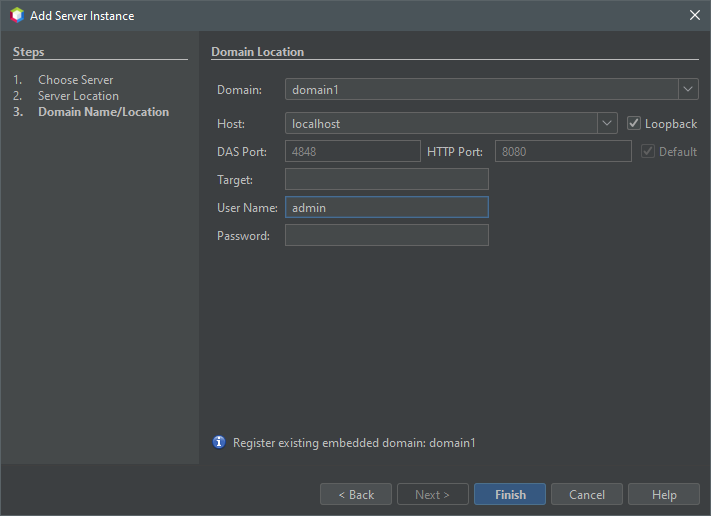 Add Server Instance
Steps
1. Choose Server
2. Server Location
3. Domain Name/Location
Domain Location
Domain: domain1
Host: localhost Loopback
DAS Port: 4848 HTTP Port: 8080 Default
Target:
User Name: admin
Password:
Register existing embedded domain: domain1
< Back Next > Finish Cancel Help